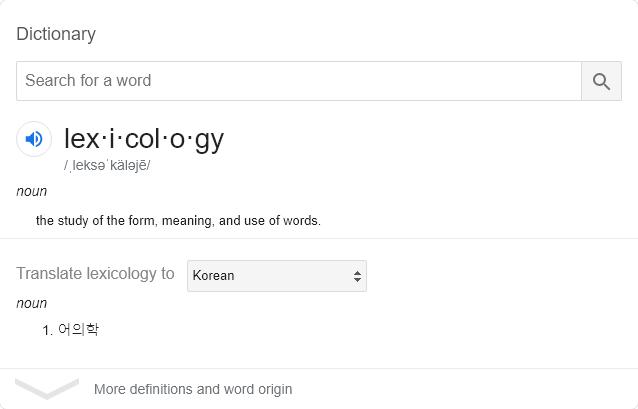 Dictionary
Search for a word
lex·i·col·o·gy
/ˌleksəˈkäləjē/
noun
the study of the form, meaning, and use of words.
Translate lexicology to Korean
noun
1. 어의학
More definitions and word origin